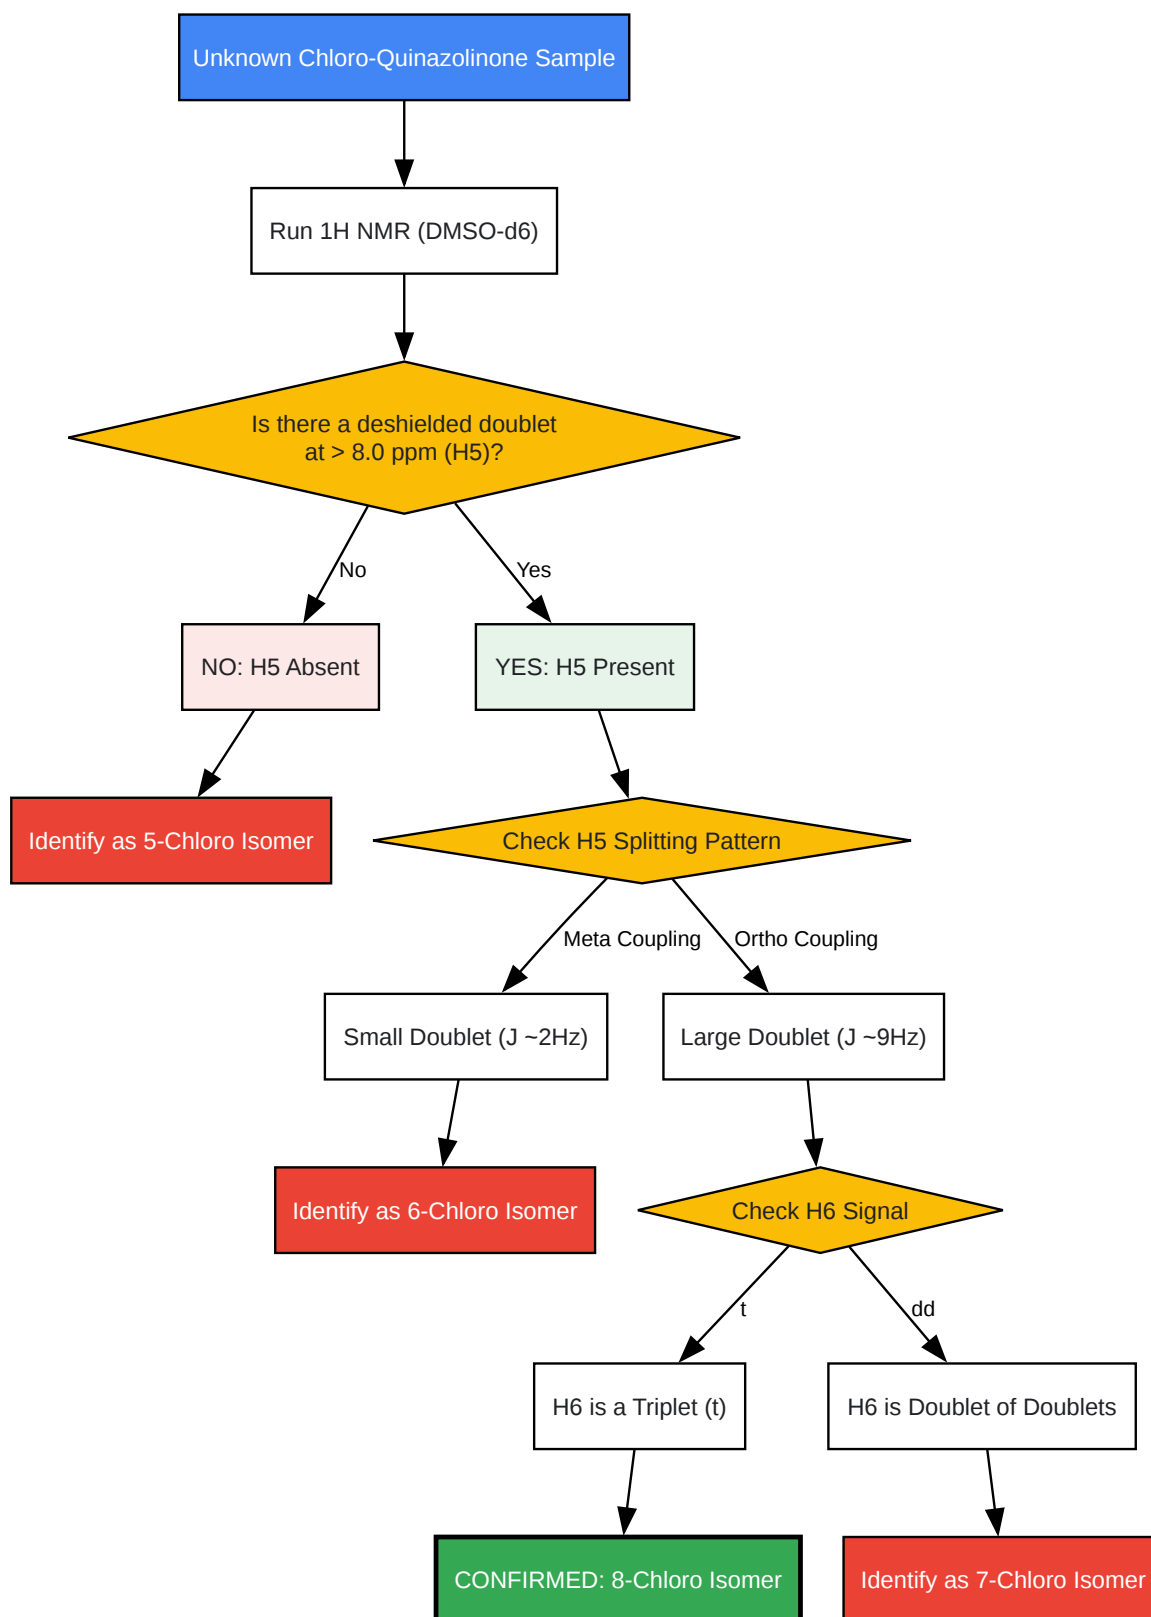 Unknown Chloro-Quinazolinone Sample
Run 1H NMR (DMSO-d6)
Is there a deshielded doublet
at > 8.0 ppm (H5)?
No
Yes
NO: H5 Absent
YES: H5 Present
Identify as 5-Chloro Isomer
Check H5 Splitting Pattern
Meta Coupling
Ortho Coupling
Small Doublet (J ~2Hz)
Large Doublet (J ~9Hz)
Identify as 6-Chloro Isomer
Check H6 Signal
t
dd
H6 is a Triplet (t)
H6 is Doublet of Doublets
CONFIRMED: 8-Chloro Isomer
Identify as 7-Chloro Isomer